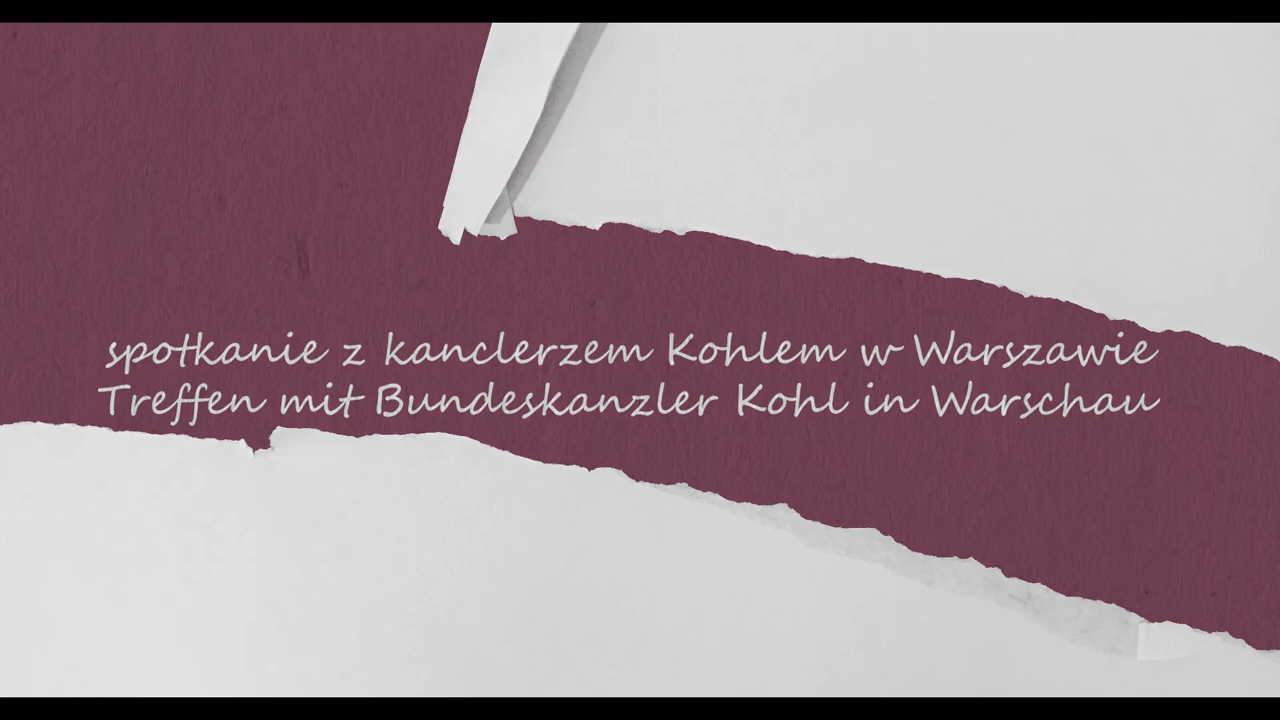 spotkanie z kanclerzem Kohlem w Warszawie
Treffen mit Bundeskanzler Kohl in Warschau